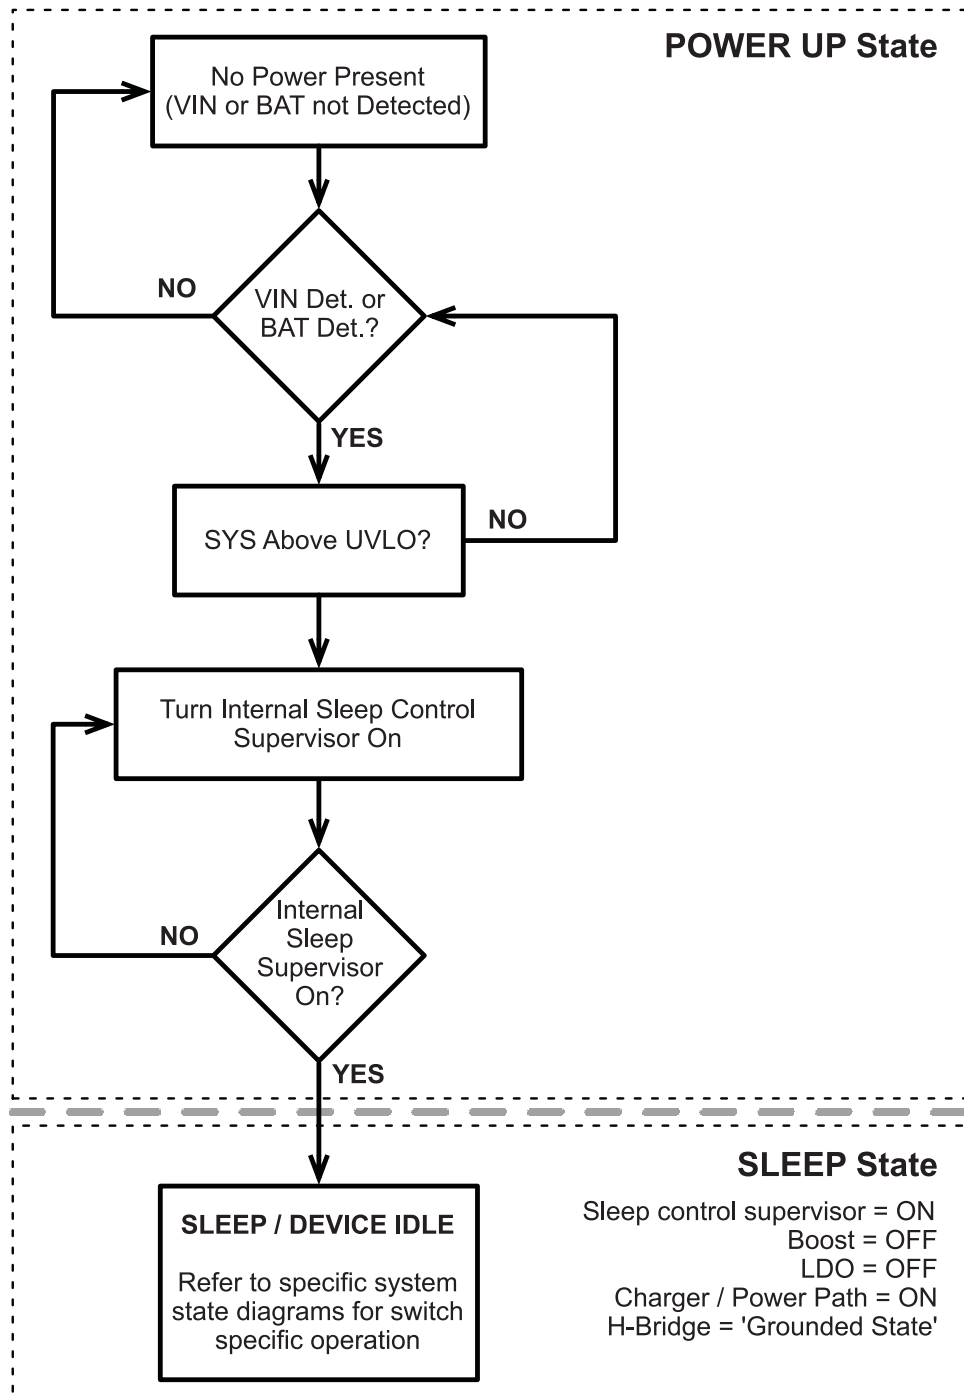 POWER UP State
No Power Present
(VIN or BAT not Detected)
NO
VIN Det. or
BAT Det.?
YES
SYS Above UVLO?
NO
Turn Internal Sleep Control
Supervisor On
Internal
Sleep
Supervisor
On?
NO
YES
SLEEP State
Sleep control supervisor = ON
Boost = OFF
LDO = OFF
Charger / Power Path = ON
H-Bridge = 'Grounded State'
SLEEP / DEVICE IDLE
Refer to specific system
state diagrams for switch
specific operation